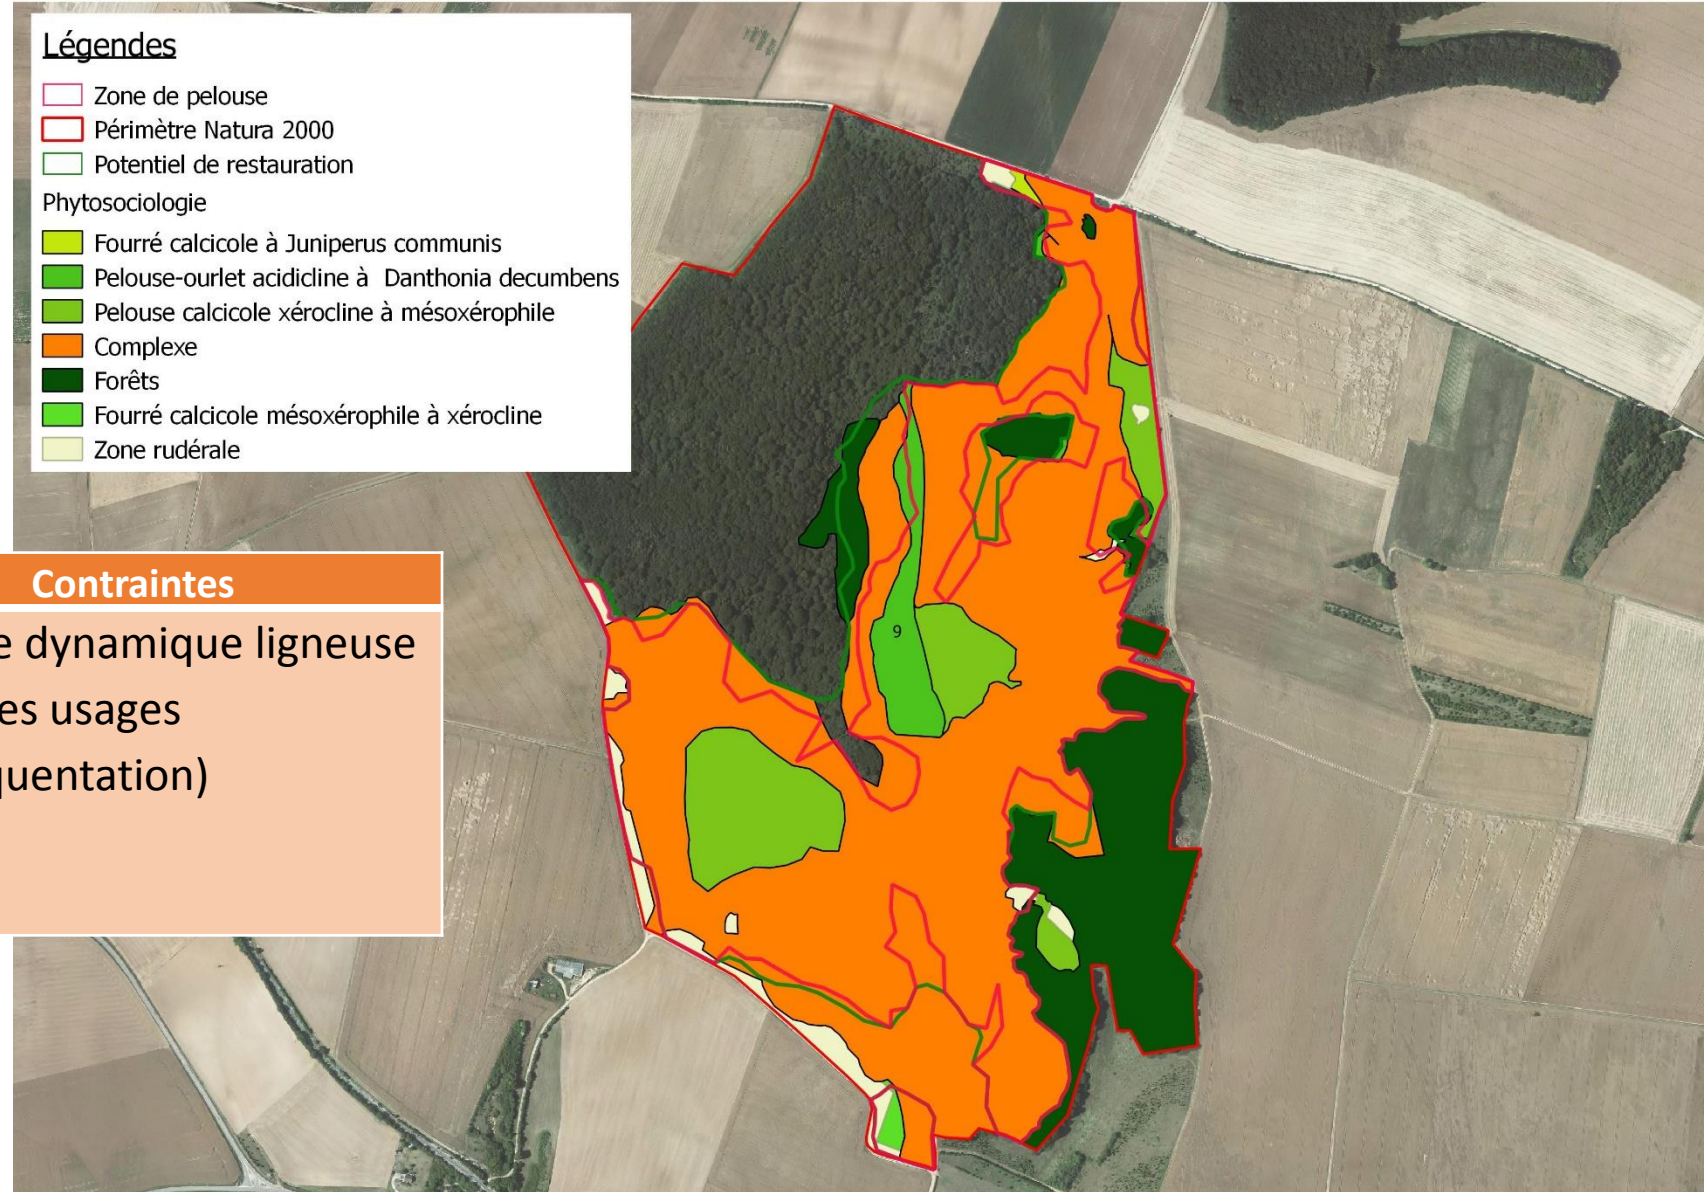 Légendes
Zone de pelouse
Périmètre Natura 2000
Potentiel de restauration
Phytosociologie
Fourré calcicole à Juniperus communis
Pelouse-ourlet acidicline à Danthonia decumbens
Pelouse calcicole xérocline à mésoxérophile
Complexe
Forêts
Fourré calcicole mésoxérophile à xérocline
Zone rudérale
Contraintes
e dynamique ligneuse
es usages
quentation)
9